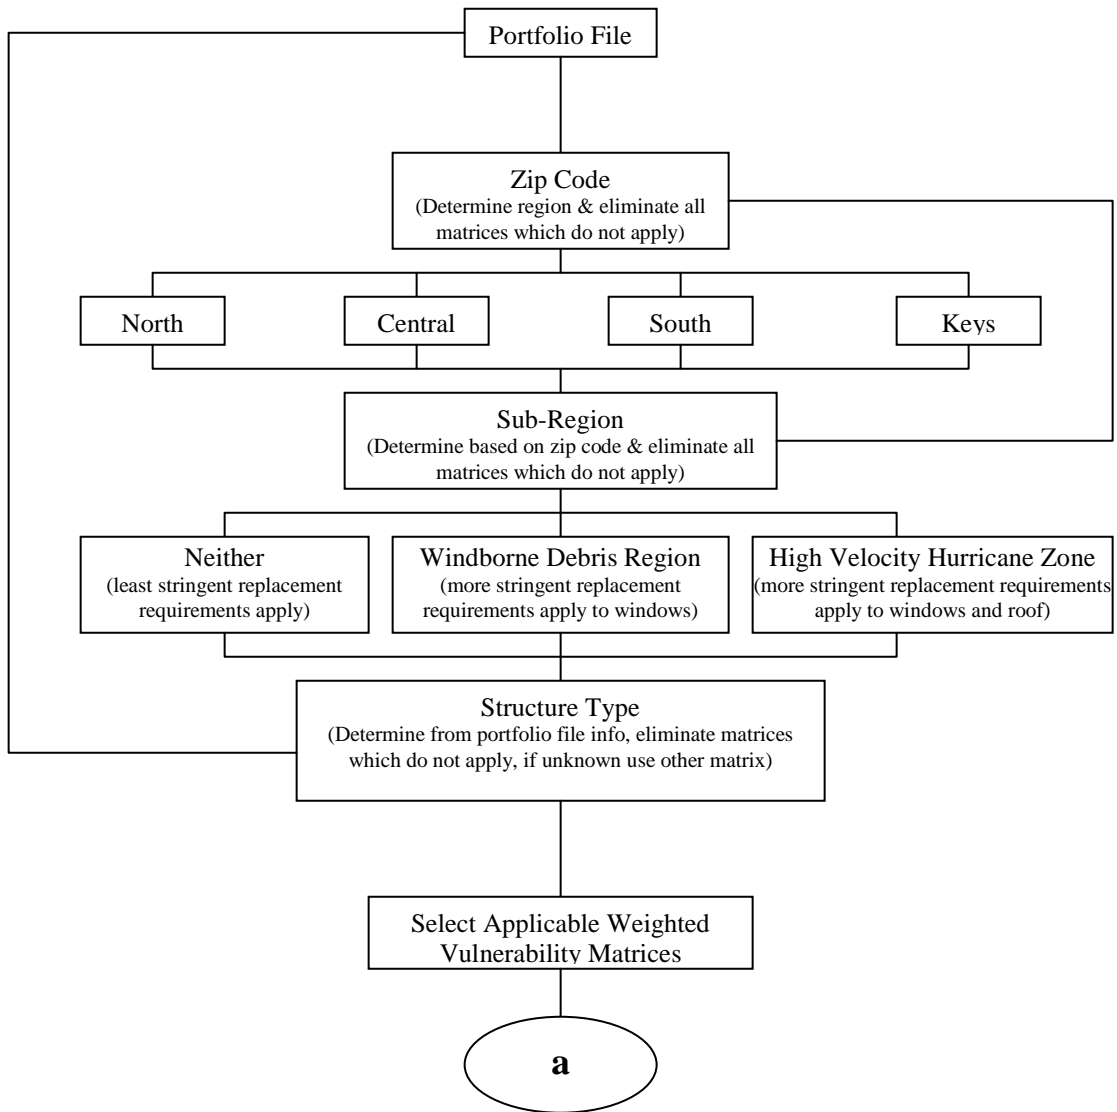 Portfolio File
Zip Code
(Determine region & eliminate all
matrices which do not apply)
North
Central
South
Keys
Sub-Region
(Determine based on zip code & eliminate all
matrices which do not apply)
Neither
(least stringent replacement
requirements apply)
Windborne Debris Region
(more stringent replacement
requirements apply to windows)
High Velocity Hurricane Zone
(more stringent replacement requirements
apply to windows and roof)
Structure Type
(Determine from portfolio file info, eliminate matrices
which do not apply, if unknown use other matrix)
Select Applicable Weighted
Vulnerability Matrices
a